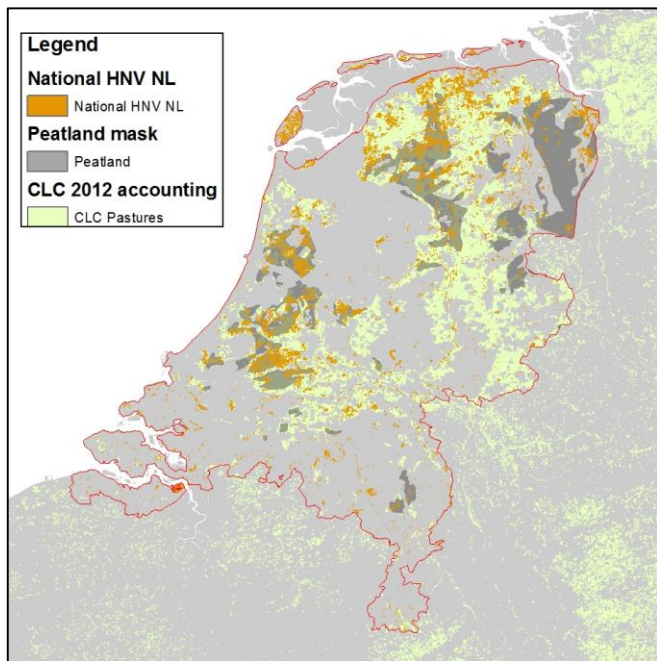 Legend
National HNV NL
National HNV NL
Peatland mask
Peatland
CLC 2012 accounting
CLC Pastures